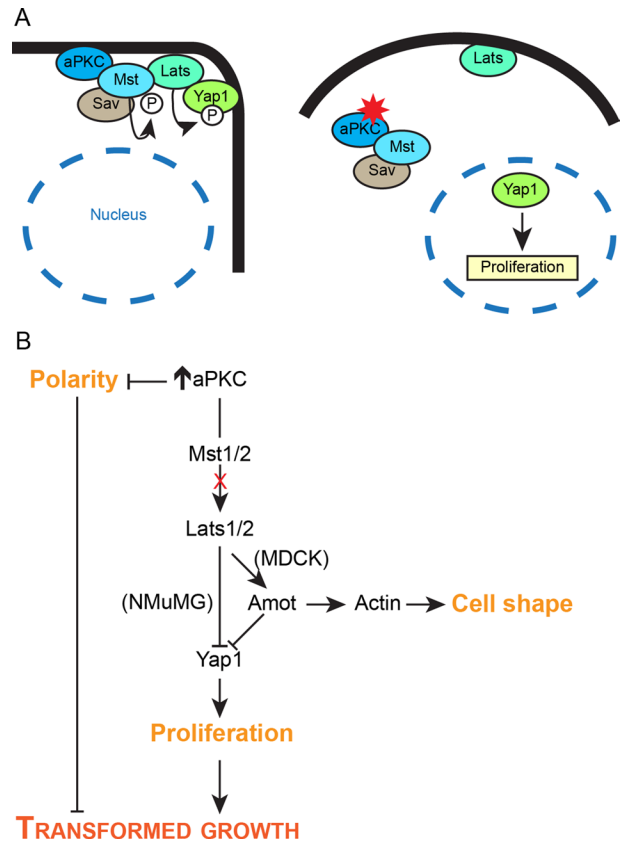 A
aPKC
Mst
Lats
Sav
P
Yap1
P
Nucleus
Lats
aPKC
Mst
Sav
Yap1
Proliferation
B
Polarity
aPKC
Mst1/2
X
Lats1/2
(MDCK)
(NMuMG)
Amot
Actin
Cell shape
Yap1
Proliferation
TRANSFORMED GROWTH